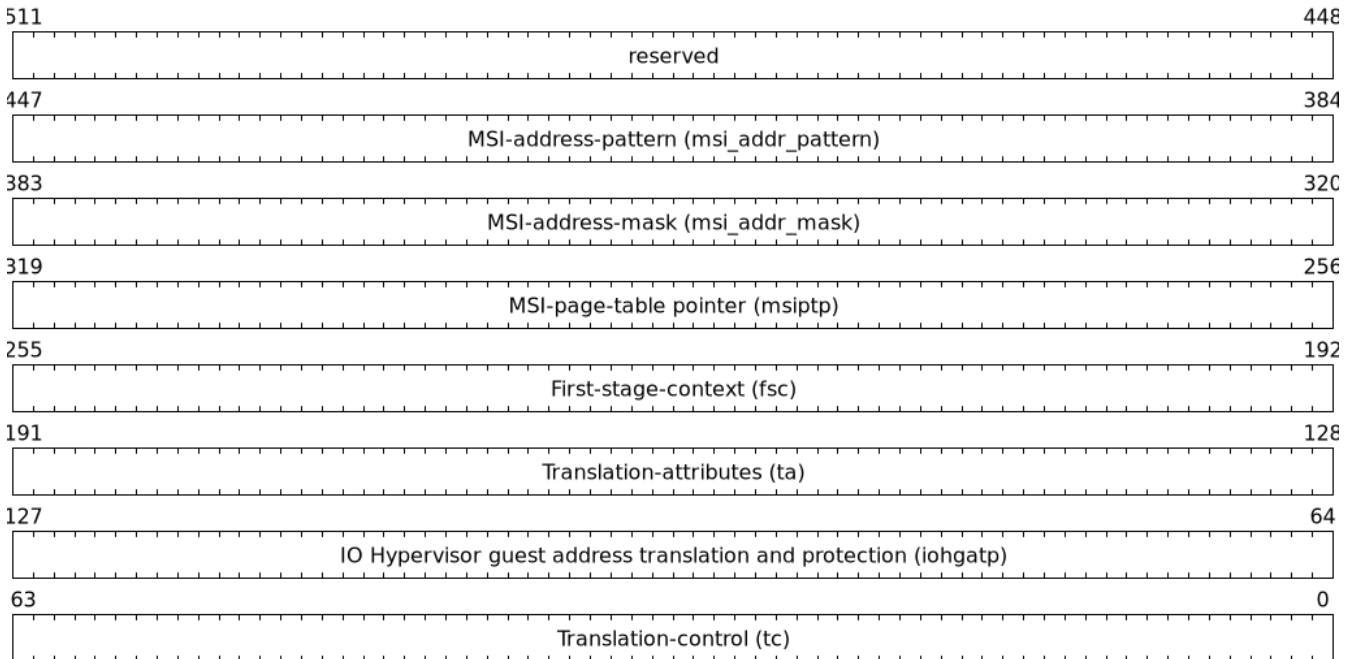 511 448
reserved
447 384
MSI-address-pattern (msi_addr_pattern)
383 320
MSI-address-mask (msi_addr_mask)
319 256
MSI-page-table pointer (msiptp)
255 192
First-stage-context (fsc)
191 128
Translation-attributes (ta)
127 64
IO Hypervisor guest address translation and protection (iohgatp)
63 0
Translation-control (tc)